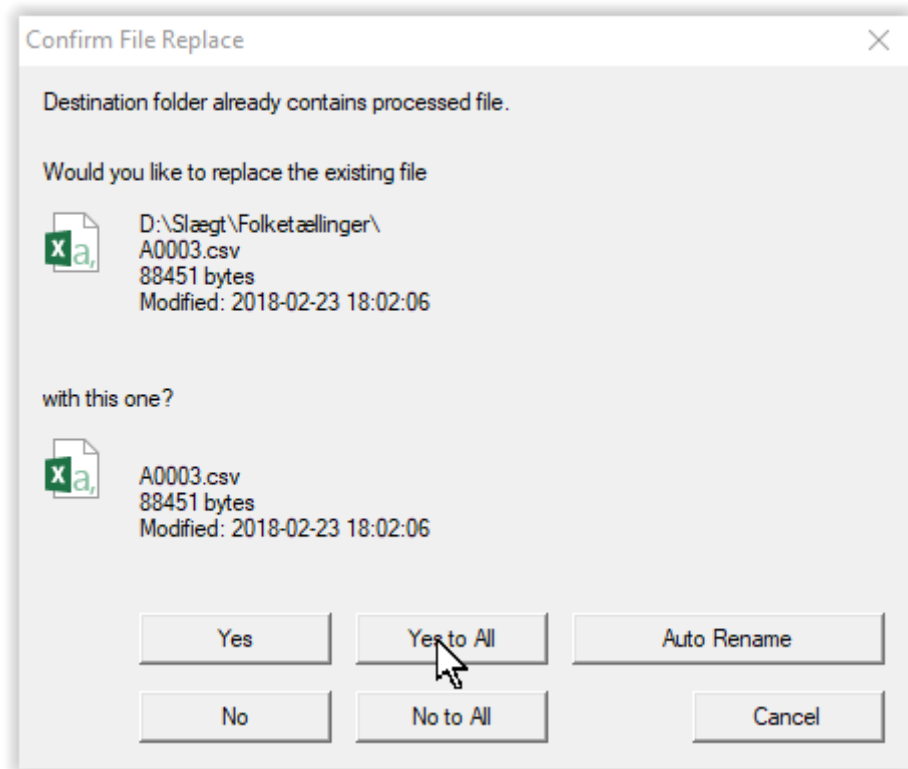 Confirm File Replace
Destination folder already contains processed file.
Would you like to replace the existing file
D:\Slægt\Folketællinger\
A0003.csv
88451 bytes
Modified: 2018-02-23 18:02:06
with this one?
A0003.csv
88451 bytes
Modified: 2018-02-23 18:02:06
Yes Yes to All Auto Rename
No No to All Cancel